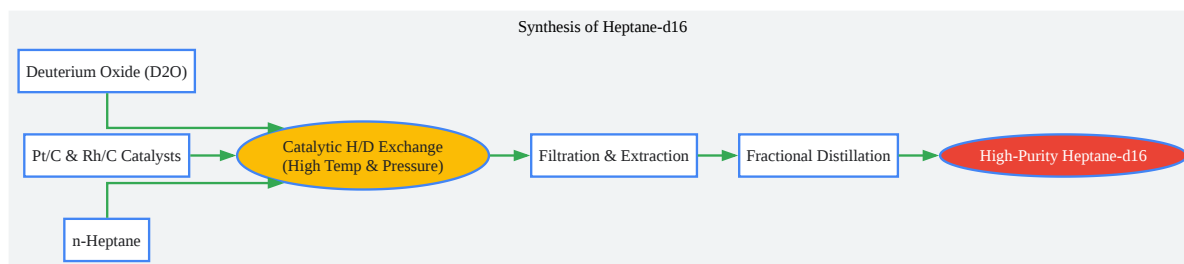 Synthesis of Heptane-d16
Deuterium Oxide (D2O)
Pt/C & Rh/C Catalysts
n-Heptane
Catalytic H/D Exchange
(High Temp & Pressure)
Filtration & Extraction
Fractional Distillation
High-Purity Heptane-d16